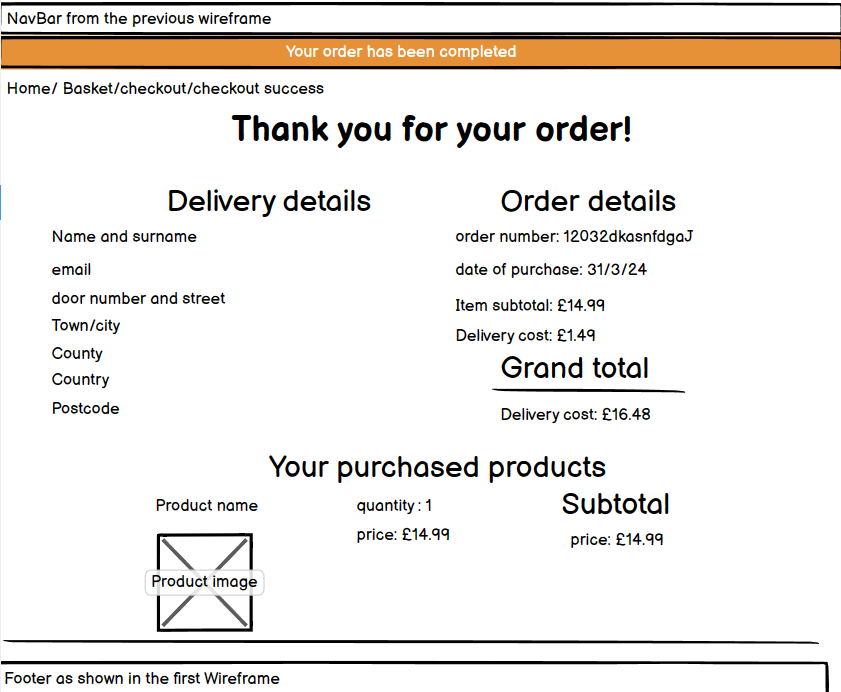 NavBar from the previous wireframe
Your order has been completed
Home/ Basket/checkout/checkout success
Thank you for your order!
Delivery details
Name and surname
email
door number and street
Town/city
County
Country
Postcode
Order details
order number: 12032dkasnfdgaJ
date of purchase: 31/3/24
Item subtotal: £14.99
Delivery cost: £1.49
Grand total
Delivery cost: £16.48
Your purchased products
Product name
Product image
quantity : 1
price: £14.99
Subtotal
price: £14.99
Footer as shown in the first Wireframe